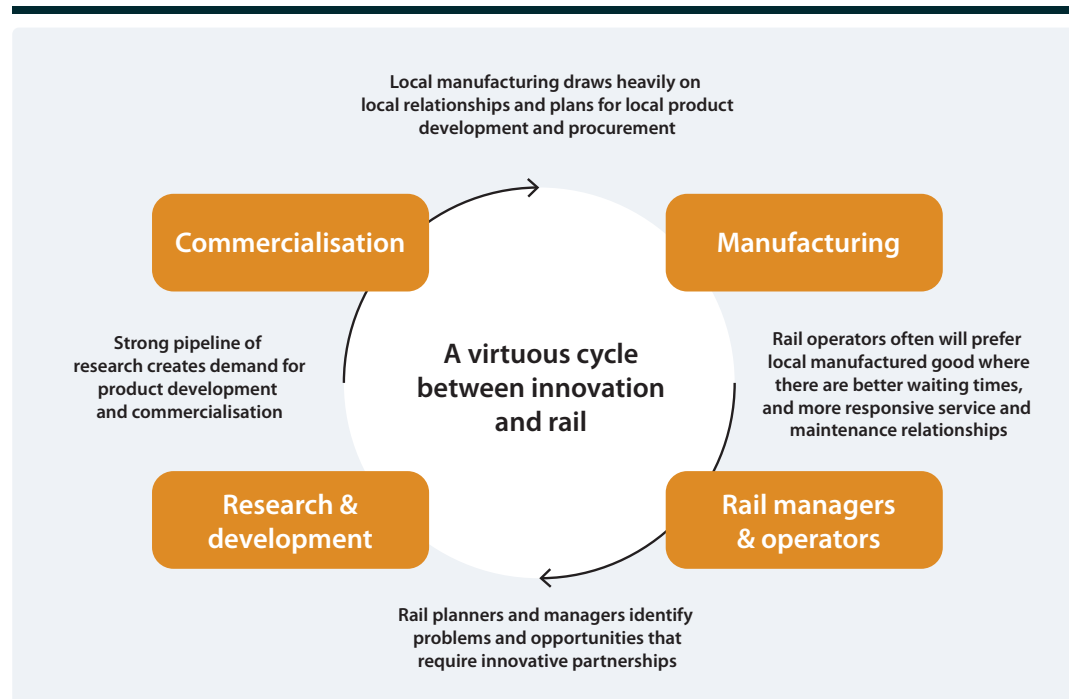 Local manufacturing draws heavily on
local relationships and plans for local product
development and procurement
Commercialisation
Manufacturing
Strong pipeline of
research creates demand for
product development
and commercialisation
A virtuous cycle
between innovation
and rail
Rail operators often will prefer
local manufactured good where
there are better waiting times,
and more responsive service and
maintenance relationships
Research &
development
Rail managers
& operators
Rail planners and managers identify
problems and opportunities that
require innovative partnerships